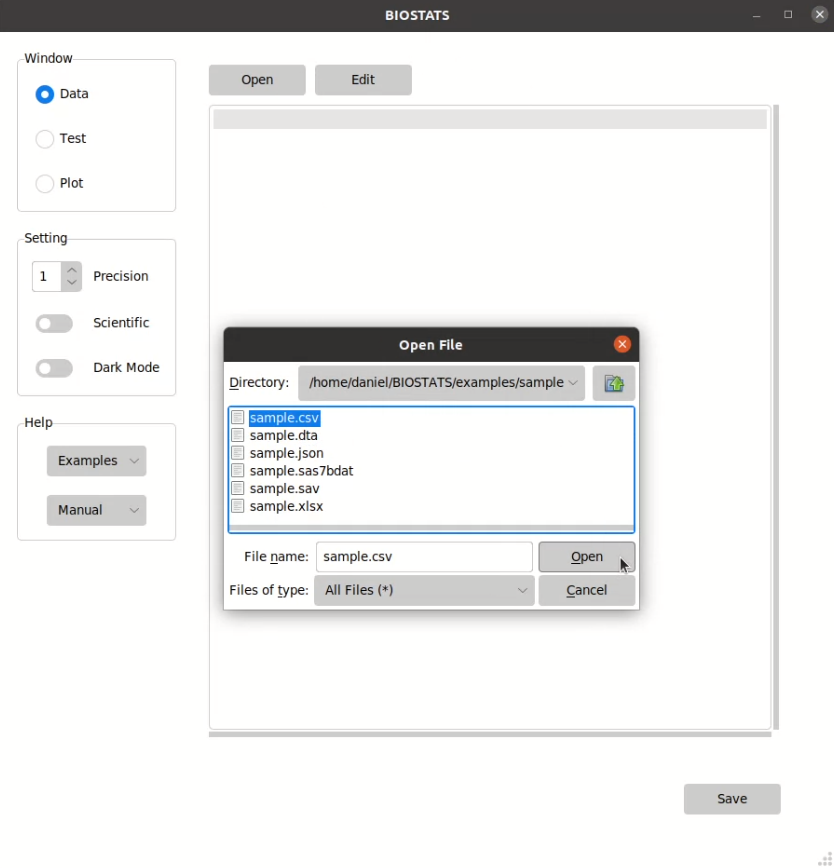 BIOSTATS
Window
Data
Test
Plot
Setting
1 Precision
Scientific
Dark Mode
Help
Examples
Manual
Open Edit
Open File
Directory: /home/daniel/BIOSTATS/examples/sample
sample.csv
sample.dta
sample.json
sample.sas7bdat
sample.sav
sample.xlsx
File name: sample.csv Open
Files of type: All Files (*) Cancel
Save